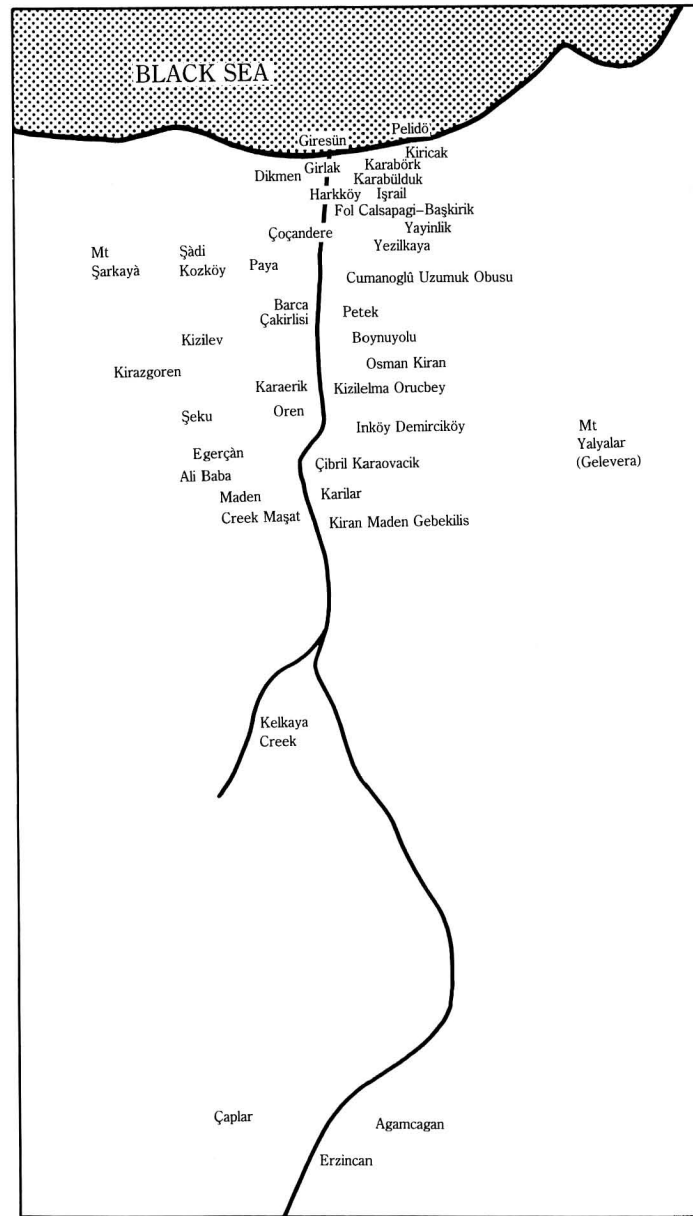 BLACK SEA
Pelidö
Giresün
Kiricak
Girlak
Karabörk
Dikmen
Karabülduk
Harkköy
Işrail
Fol Calsapagi–Başkirik
Çoçandere
Yayinlik
Yezilkaya
Mt
Şarkayà
Şàdi
Kozköy
Paya
Cumanoglû Uzumuk Obusu
Barca
Çakirlisi
Petek
Kizilev
Boynuyolu
Osman Kiran
Kirazgoren
Karaerik
Kizilelma Orucbey
Oren
Şeku
Inköy Demirciköy
Mt
Yalyalar
(Gelevera)
Egerçàn
Çibril Karaovacik
Ali Baba
Maden
Karilar
Creek Maşat
Kiran Maden Gebekilis
Kelkaya
Creek
Çaplar
Agamcagan
Erzincan